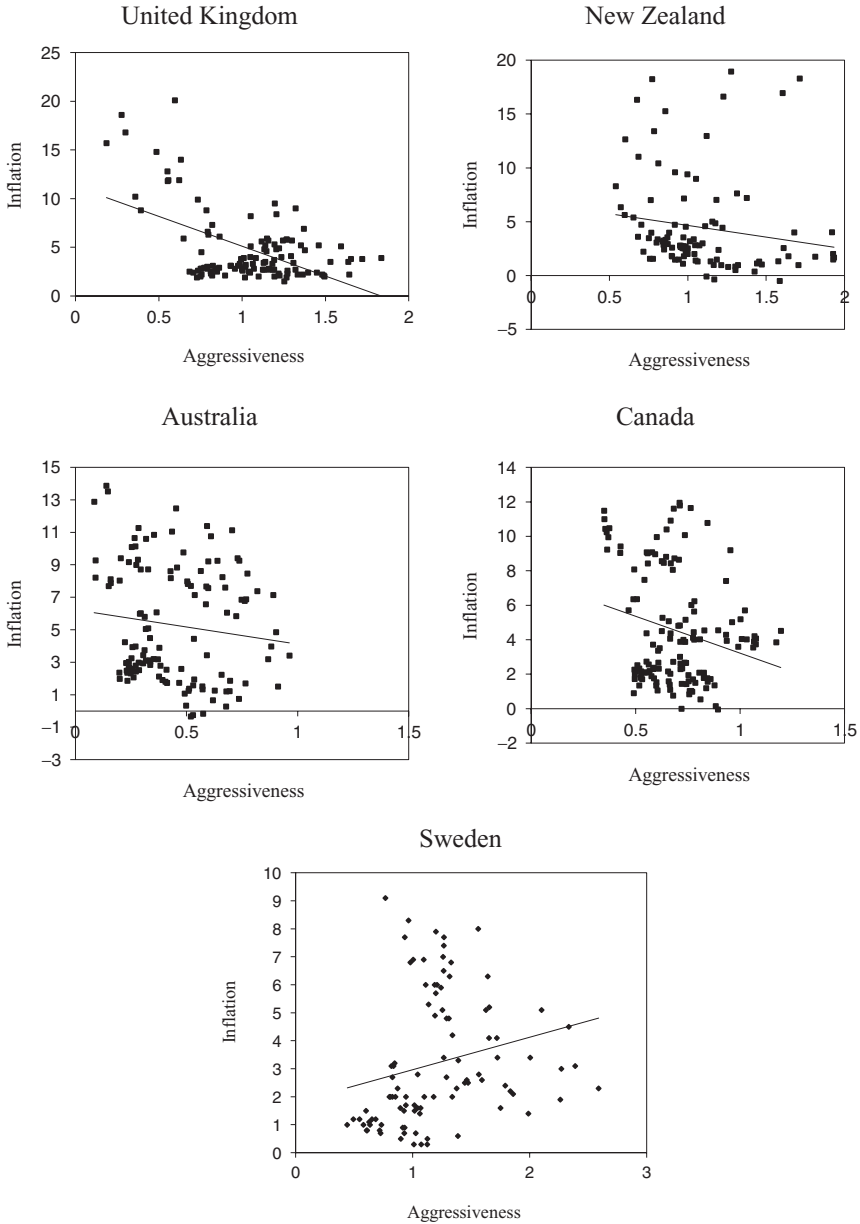 United Kingdom
New Zealand
25
20
15
10
5
0
0 0.5 1 1.5 2
Inflation
Aggressiveness
20
15
10
5
0
–5
0 0.5 1 1.5 2
Inflation
Aggressiveness
Australia
Canada
15
13
11
9
7
5
3
1
–1
–3
0 0.5 1 1.5
Inflation
Aggressiveness
14
12
10
8
6
4
2
0
–2
0 0.5 1 1.5
Inflation
Aggressiveness
Sweden
10
9
8
7
6
5
4
3
2
1
0
0 1 2 3
Inflation
Aggressiveness